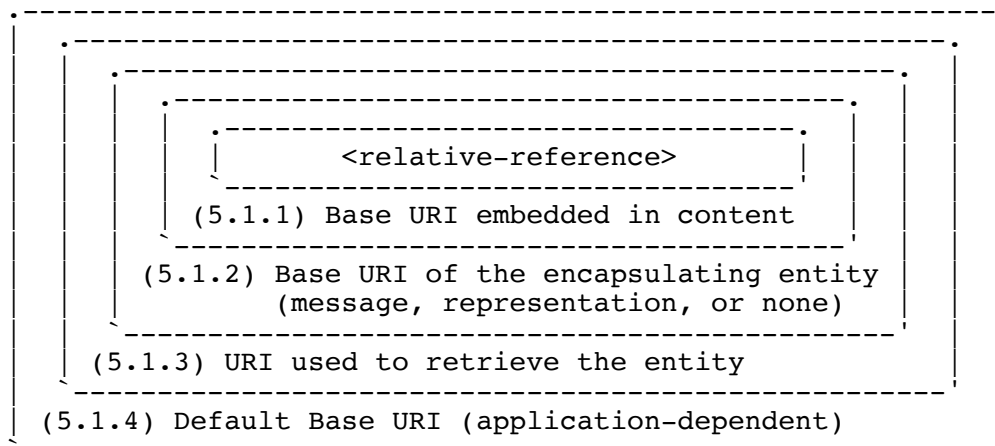 <relative-reference>
(5.1.1) Base URI embedded in content
(5.1.2) Base URI of the encapsulating entity
(message, representation, or none)
(5.1.3) URI used to retrieve the entity
(5.1.4) Default Base URI (application-dependent)